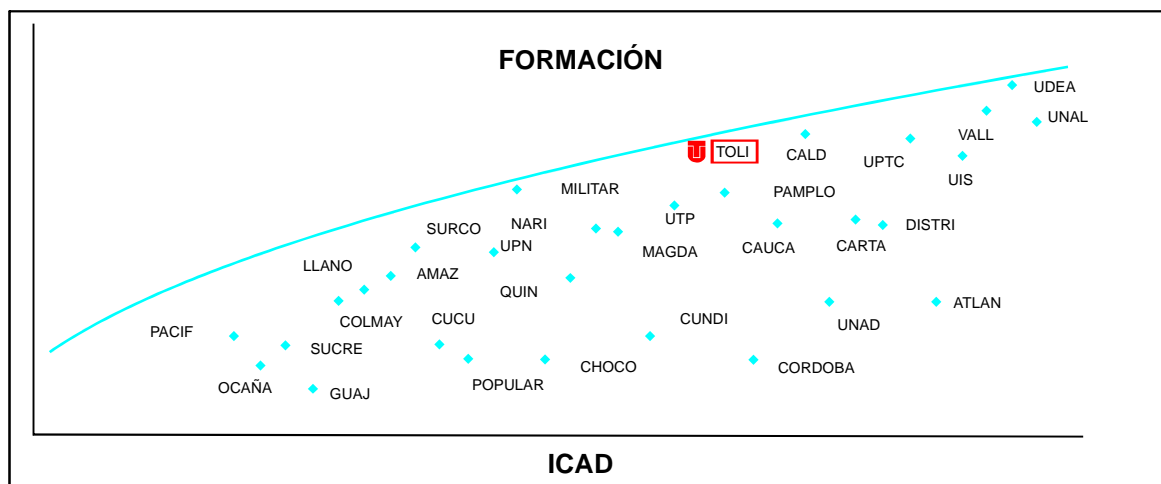 FORMACIÓN
UDEA
UNAL
VALL
TOLI
CALD
UPTC
UIS
MILITAR
PAMPLO
NARI
UTP
SURCO
UPN
MAGDA
CAUCA
CARTA
DISTRI
LLANO
AMAZ
QUIN
ATLAN
COLMAY
CUCU
CUNDI
UNAD
PACIF
SUCRE
CHOCO
CORDOBA
OCAÑA
GUAJ
POPULAR
ICAD